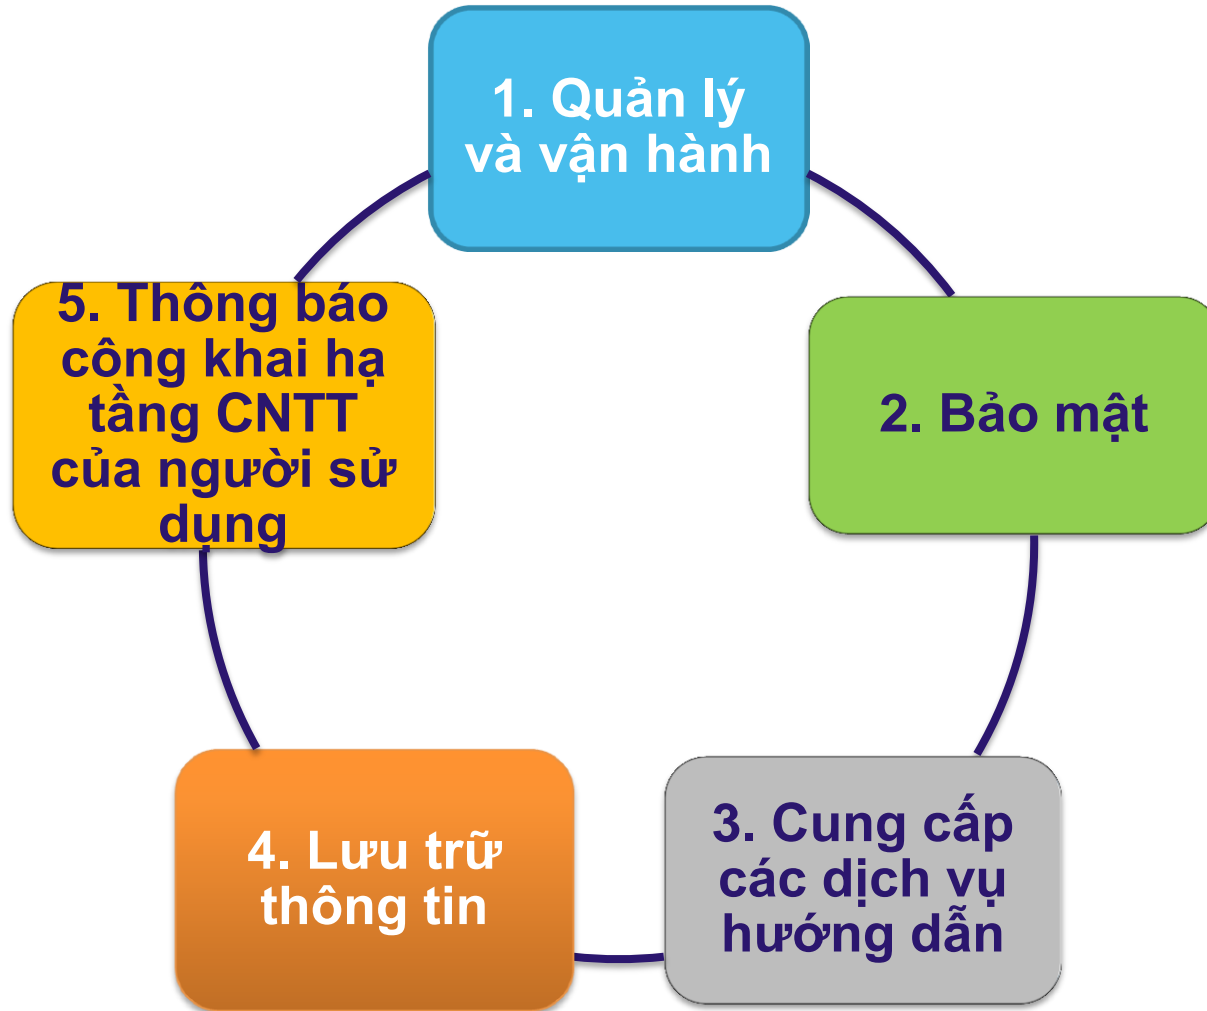 1. Quản lý
và vận hành
2. Bảo mật
3. Cung cấp
các dịch vụ
hướng dẫn
4. Lưu trữ
thông tin
5. Thông báo
công khai hạ
tầng CNTT
của người sử
dụng